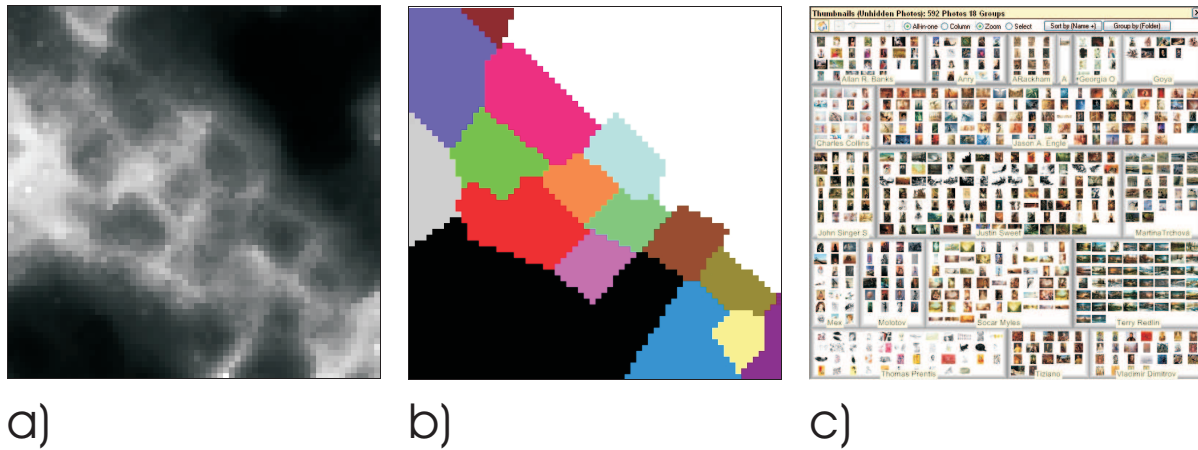 Thumbnails (Unhidden Photos): 592 Photos 18 Groups
All-in-one Column Zoom Select Sort by (Name +) Group by (Folder)
Allan R. Banks Arry ARackham A Georgia O Goya
Charles Collins Jason A. Engle
John Singer S Justin Sweet MartinaTrchova
Mex Molotov Socar Myles Terry Redlin
Thomas Prentis Tiziano Vladimir Dimitrov
a) b) c)